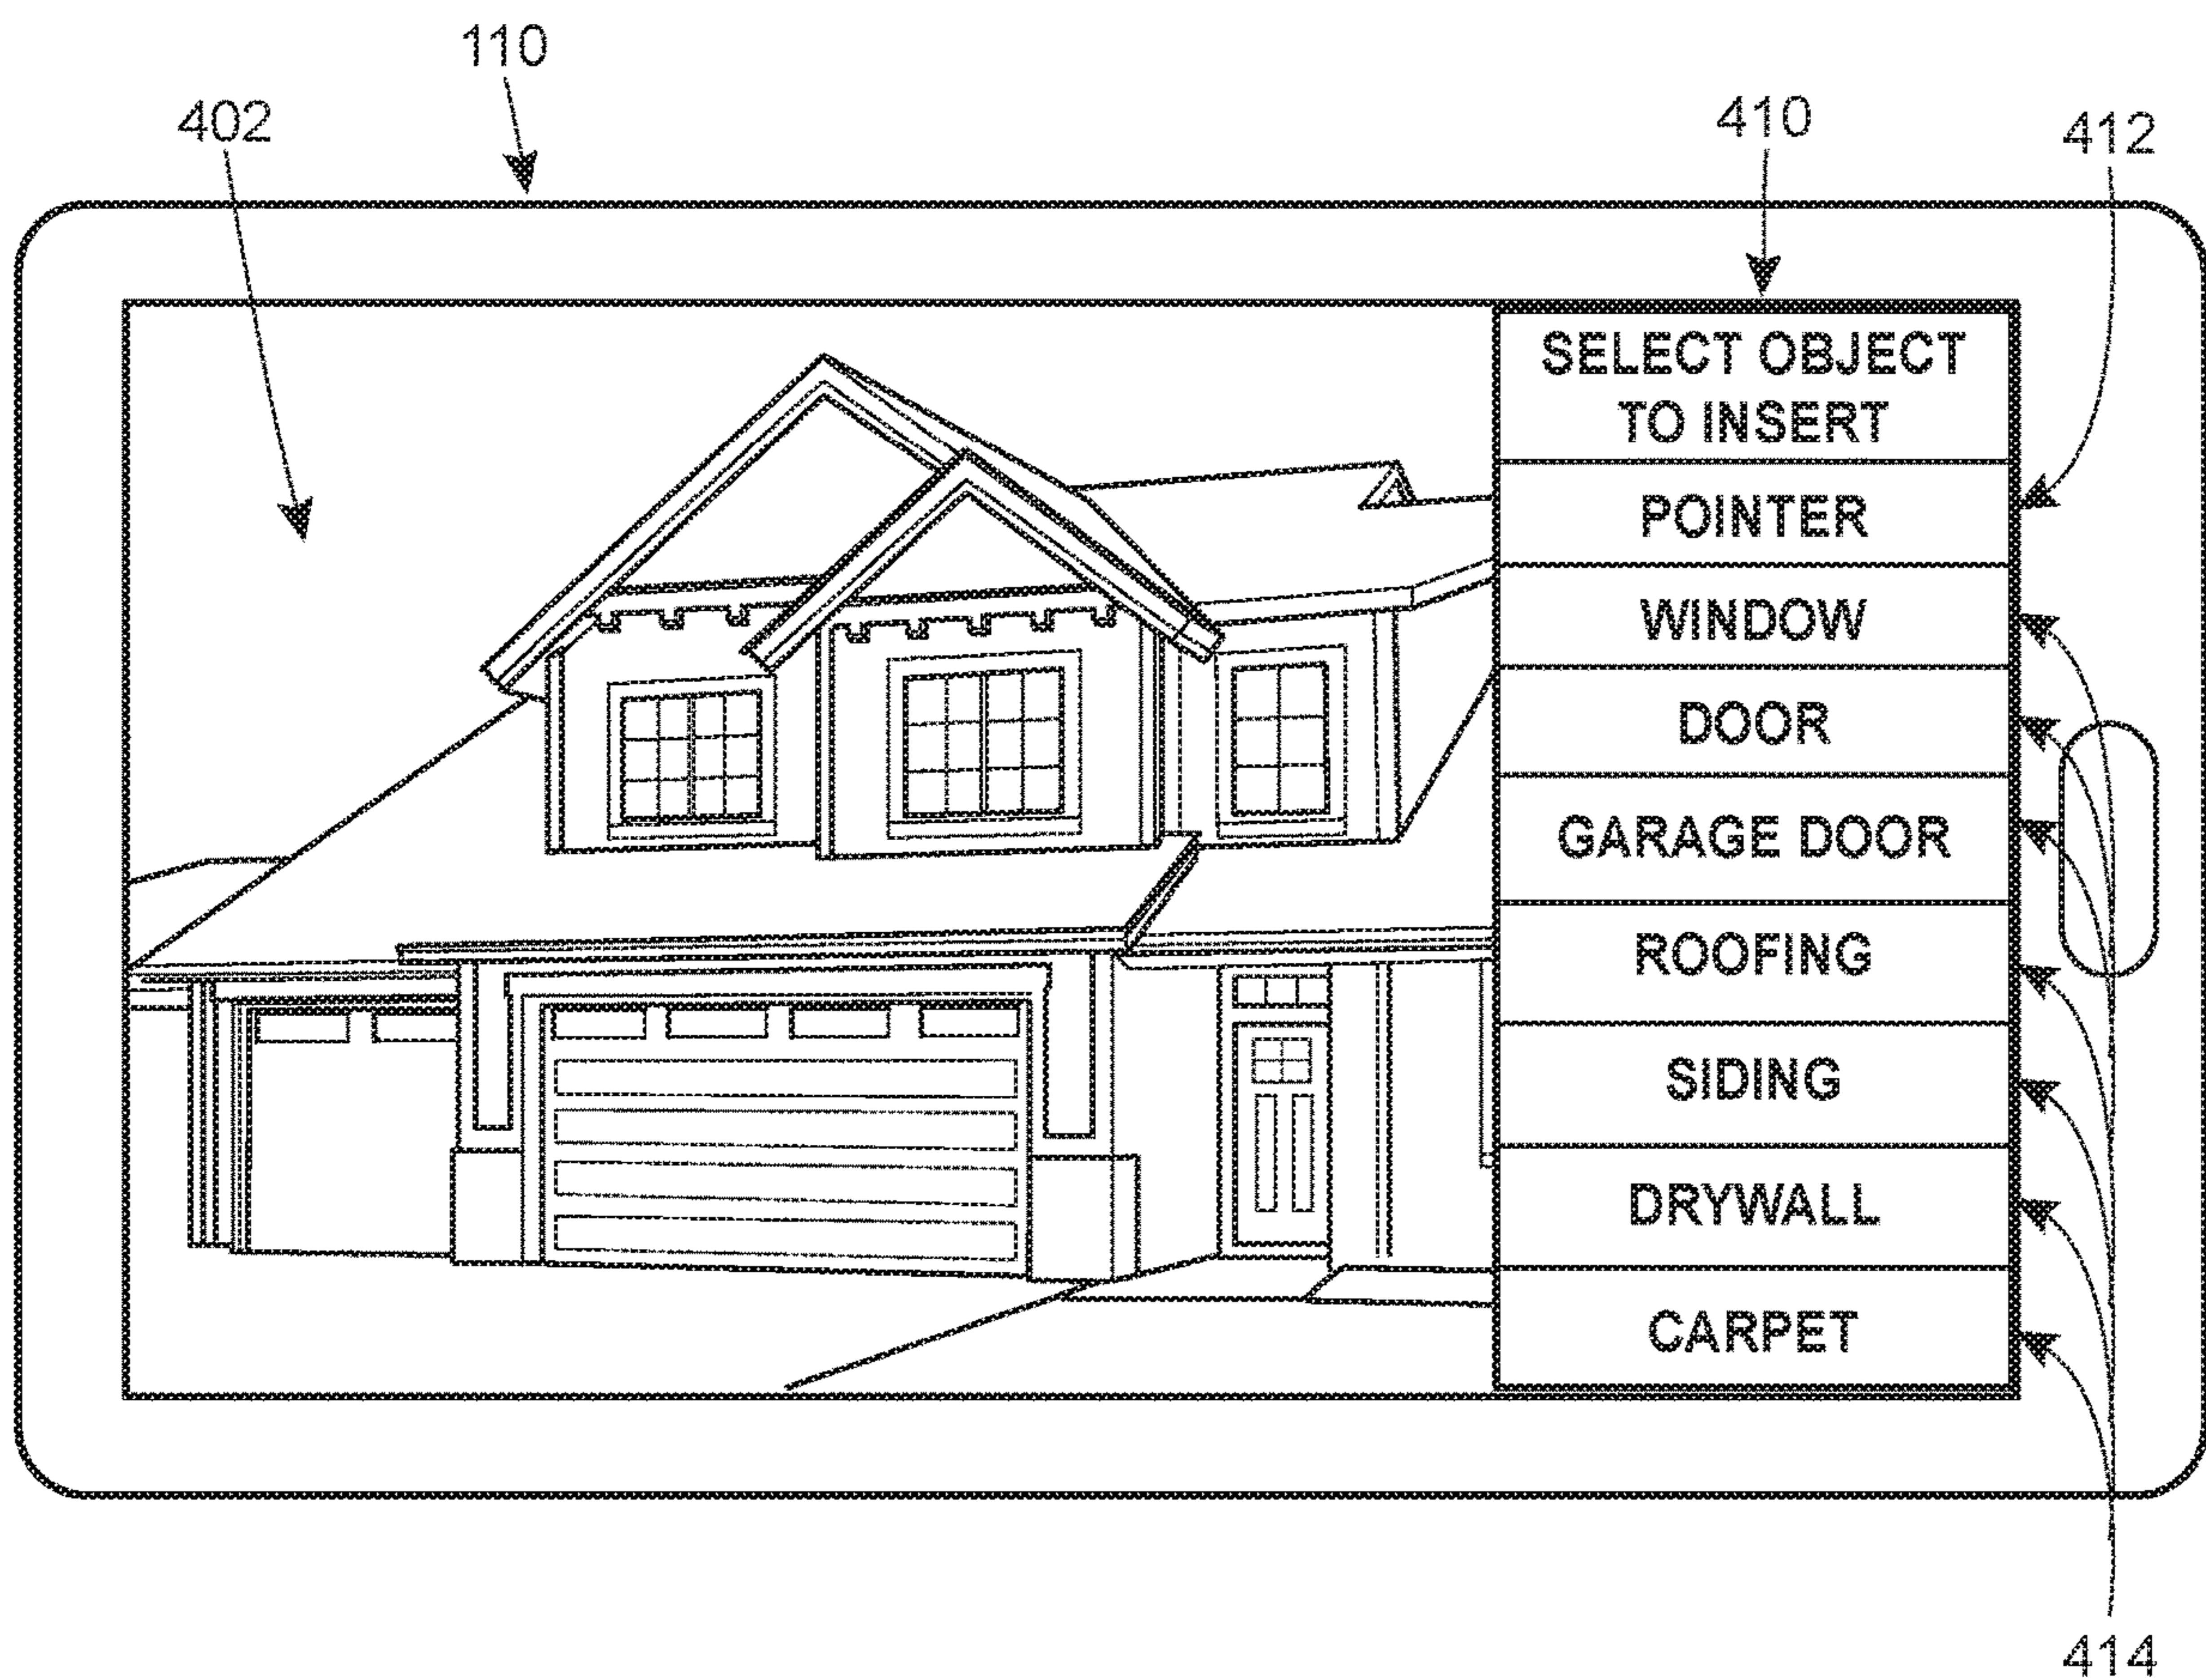 110
402
410
412
SELECT OBJECT
TO INSERT
POINTER
WINDOW
DOOR
GARAGE DOOR
ROOFING
SIDING
DRYWALL
CARPET
414